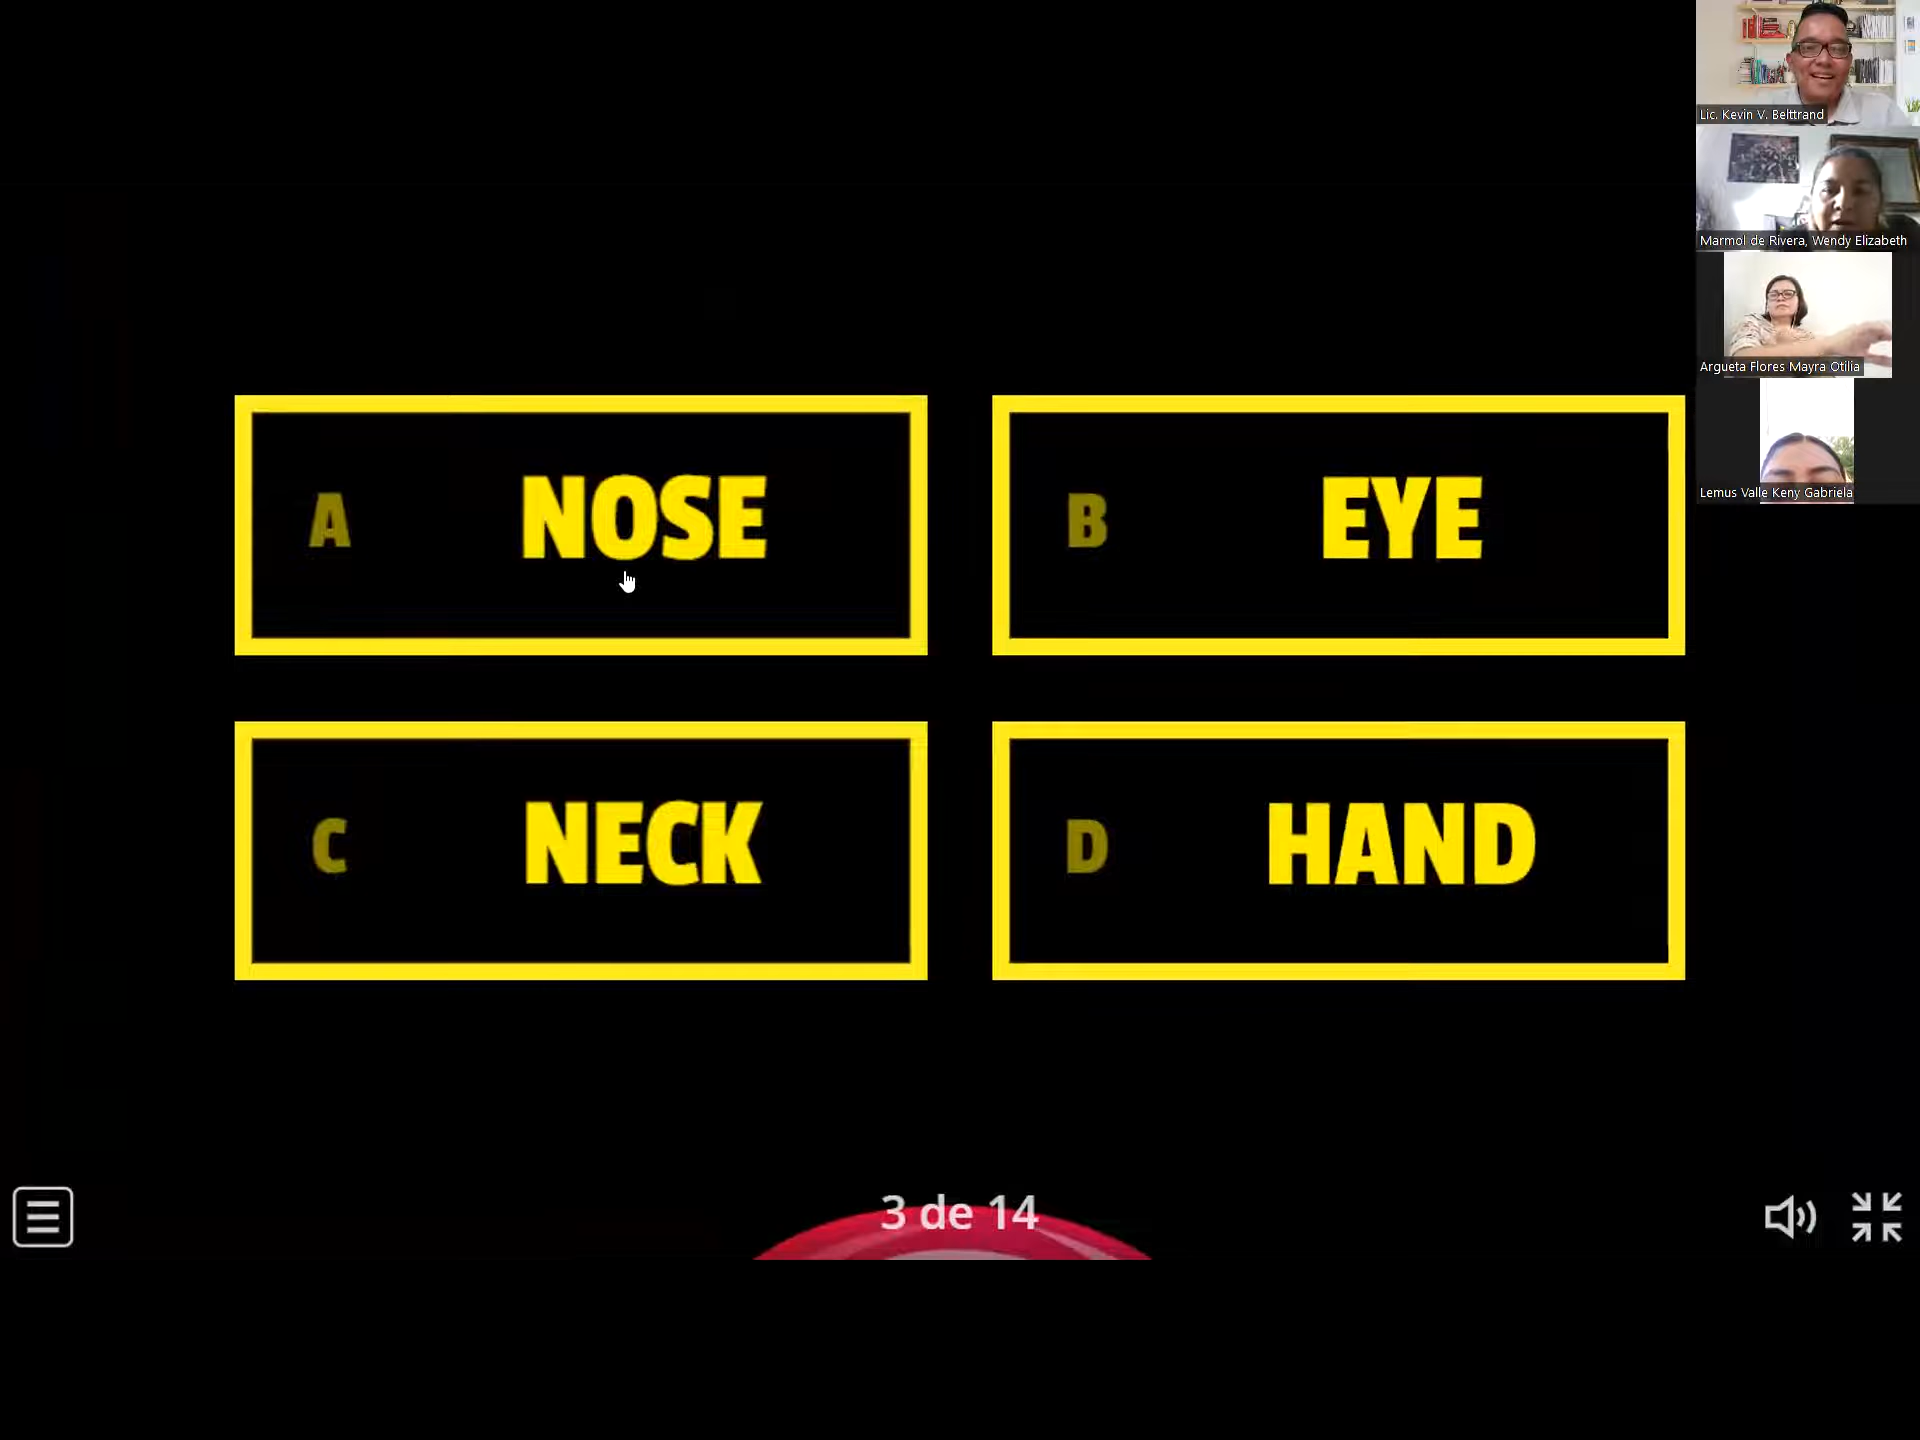 Lic. Kevin V. Belttrand
Marmol de Rivera, Wendy Elizabeth
Argueta Flores Mayra Otilia
Lemus Valle Keny Gabriela
A NOSE
B EYE
C NECK
D HAND
3 de 14